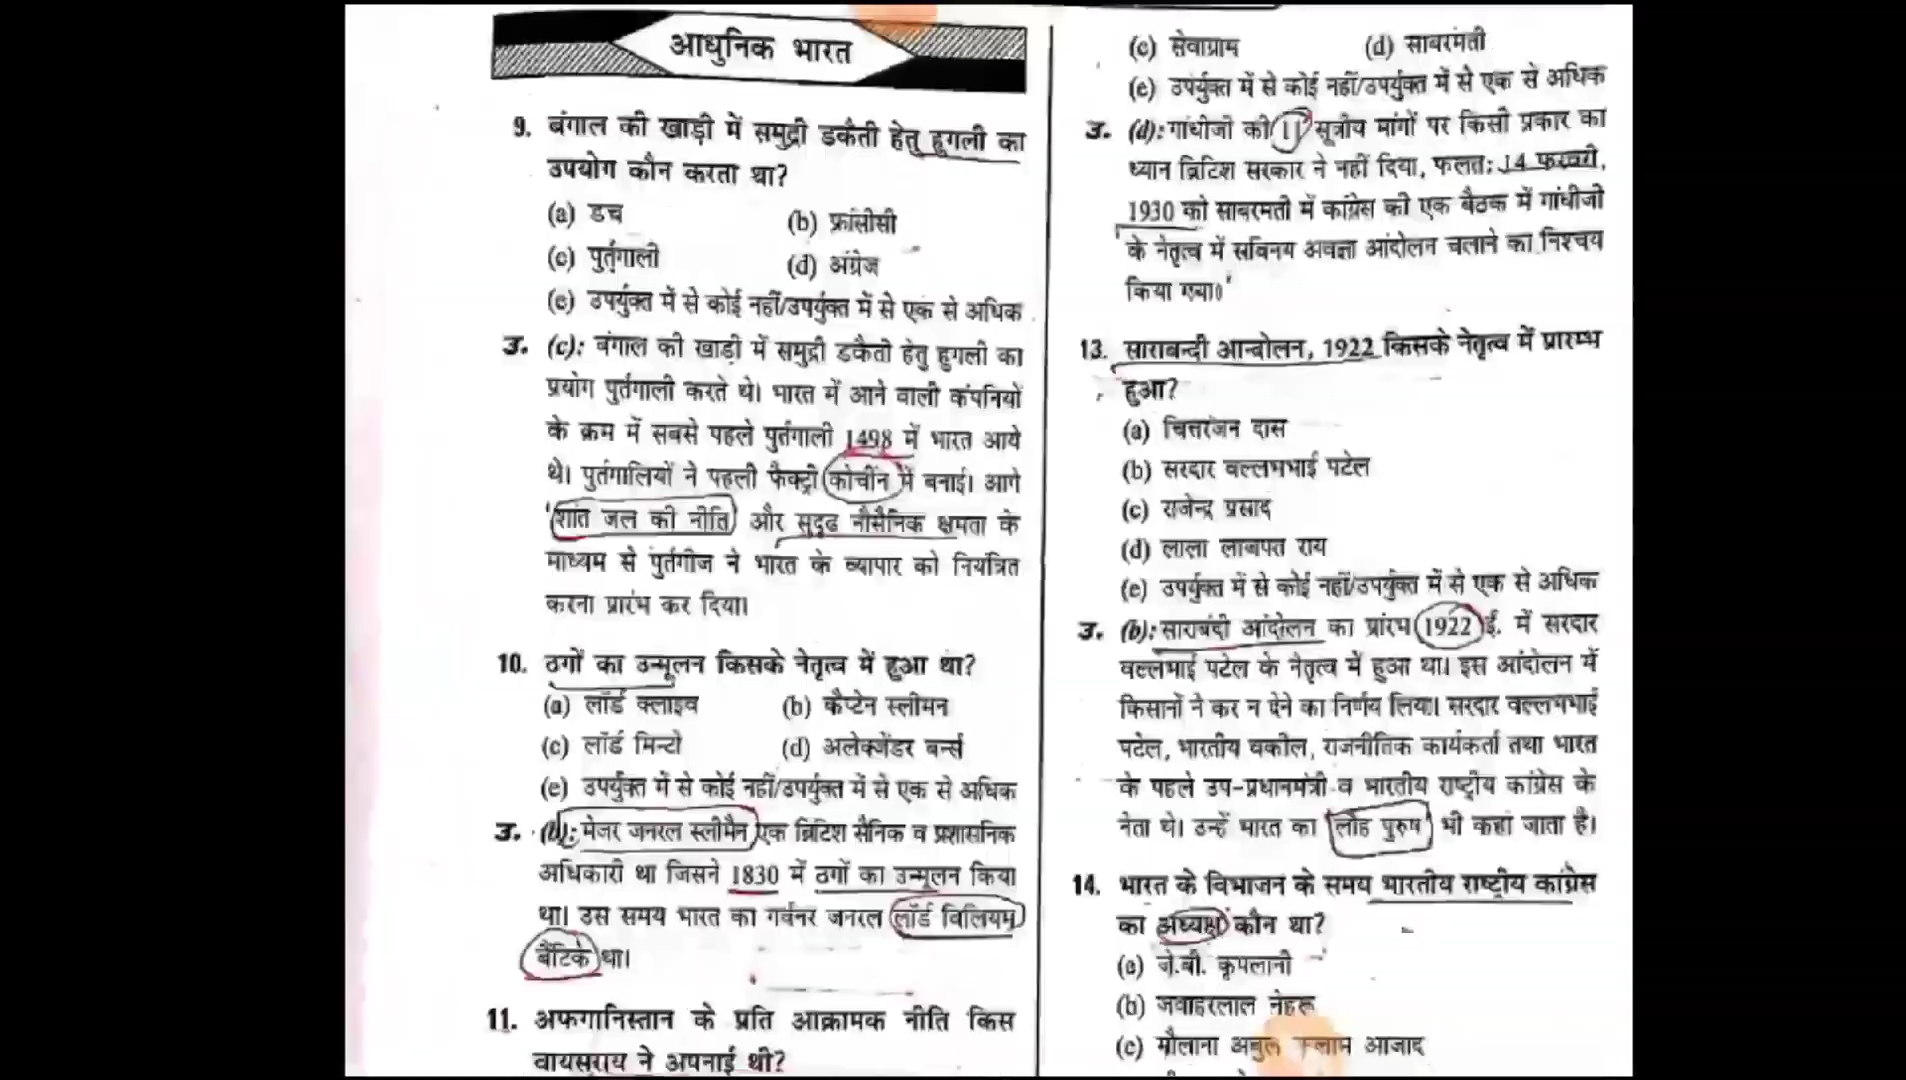 आधुनिक भारत
9. बंगाल की खाड़ी में समुद्री डकैती हेतु हुगली का
उपयोग कौन करता था?
(a) डच (b) फ्रांसीसी
(c) पुर्तगाली (d) अंग्रेज
(e) उपर्युक्त में से कोई नहीं/उपर्युक्त में से एक से अधिक
उ. (c): बंगाल की खाड़ी में समुद्री डकैती हेतु हुगली का
प्रयोग पुर्तगाली करते थे। भारत में आने वाली कंपनियों
के क्रम में सबसे पहले पुर्तगाली 1498 में भारत आये
थे। पुर्तगालियों ने पहली फैक्ट्री कोचीन में बनाई। आगे
'शांत जल की नीति' और सुदृढ नौसैनिक क्षमता के
माध्यम से पुर्तगीज ने भारत के व्यापार को नियंत्रित
करना प्रारंभ कर दिया।
10. ठगों का उन्मूलन किसके नेतृत्व में हुआ था?
(a) लॉर्ड क्लाइव (b) कैप्टेन स्लीमन
(c) लॉर्ड मिन्टो (d) अलेक्जेंडर बर्न्स
(e) उपर्युक्त में से कोई नहीं/उपर्युक्त में से एक से अधिक
उ. (b): मेजर जनरल स्लीमैन एक ब्रिटिश सैनिक व प्रशासनिक
अधिकारी था जिसने 1830 में ठगों का उन्मूलन किया
था। उस समय भारत का गर्वनर जनरल लॉर्ड विलियम
बैंटिक था।
11. अफगानिस्तान के प्रति आक्रामक नीति किस
वायसराय ने अपनाई थी?
(c) सेवाग्राम (d) साबरमती
(e) उपर्युक्त में से कोई नहीं/उपर्युक्त में से एक से अधिक
उ. (d): गांधीजी की 11 सूत्रीय मांगों पर किसी प्रकार का
ध्यान ब्रिटिश सरकार ने नहीं दिया, फलत: 14 फरवरी,
1930 को साबरमती में कांग्रेस की एक बैठक में गांधीजी
के नेतृत्व में सविनय अवज्ञा आंदोलन चलाने का निश्चय
किया गया।
13. साराबन्दी आन्दोलन, 1922 किसके नेतृत्व में प्रारम्भ
हुआ?
(a) चित्तरंजन दास
(b) सरदार वल्लभभाई पटेल
(c) राजेन्द्र प्रसाद
(d) लाला लाजपत राय
(e) उपर्युक्त में से कोई नहीं/उपर्युक्त में से एक से अधिक
उ. (b): साराबंदी आंदोलन का प्रारंभ 1922 ई. में सरदार
वल्लभाई पटेल के नेतृत्व में हुआ था। इस आंदोलन में
किसानों ने कर न देने का निर्णय लिया। सरदार वल्लभभाई
पटेल, भारतीय वकील, राजनीतिक कार्यकर्ता तथा भारत
के पहले उप-प्रधानमंत्री व भारतीय राष्ट्रीय कांग्रेस के
नेता थे। उन्हें भारत का 'लौह पुरुष' भी कहा जाता है।
14. भारत के विभाजन के समय भारतीय राष्ट्रीय कांग्रेस
का अध्यक्ष कौन था?
(a) जे.बी. कृपलानी
(b) जवाहरलाल नेहरू
(c) मौलाना अबुल कलाम आजाद